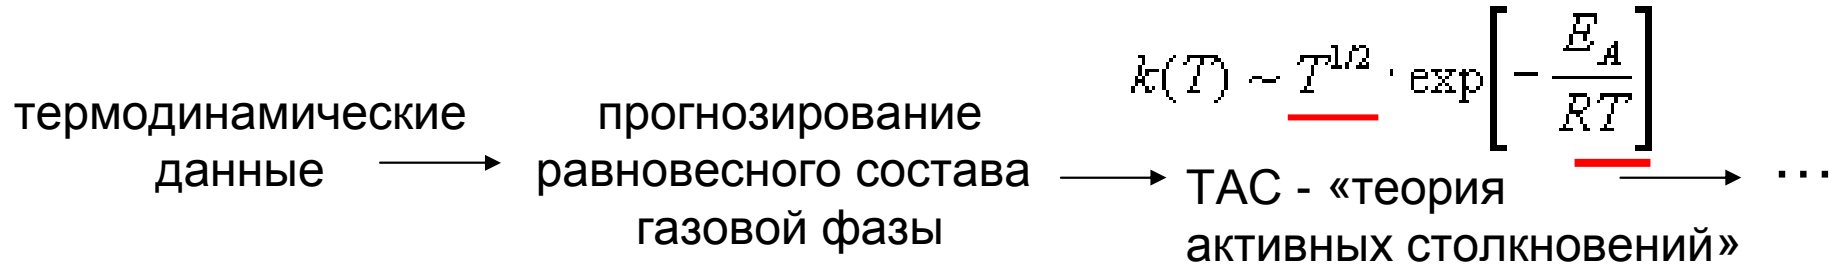 k(T) ~ T^{1/2} · exp[ - E_A / RT ]
термодинамические
данные
прогнозирование
равновесного состава
газовой фазы
ТАС - «теория
активных столкновений»
...